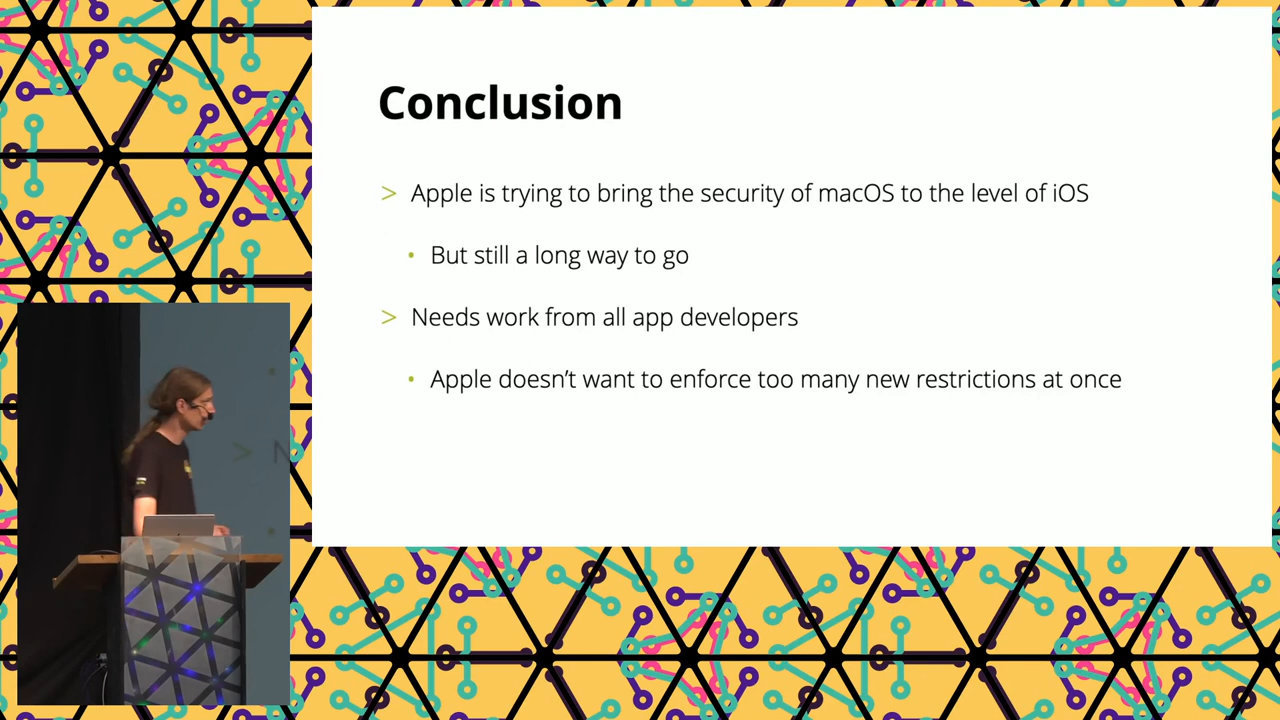 Conclusion
> Apple is trying to bring the security of macOS to the level of iOS
• But still a long way to go
> Needs work from all app developers
• Apple doesn’t want to enforce too many new restrictions at once
> N